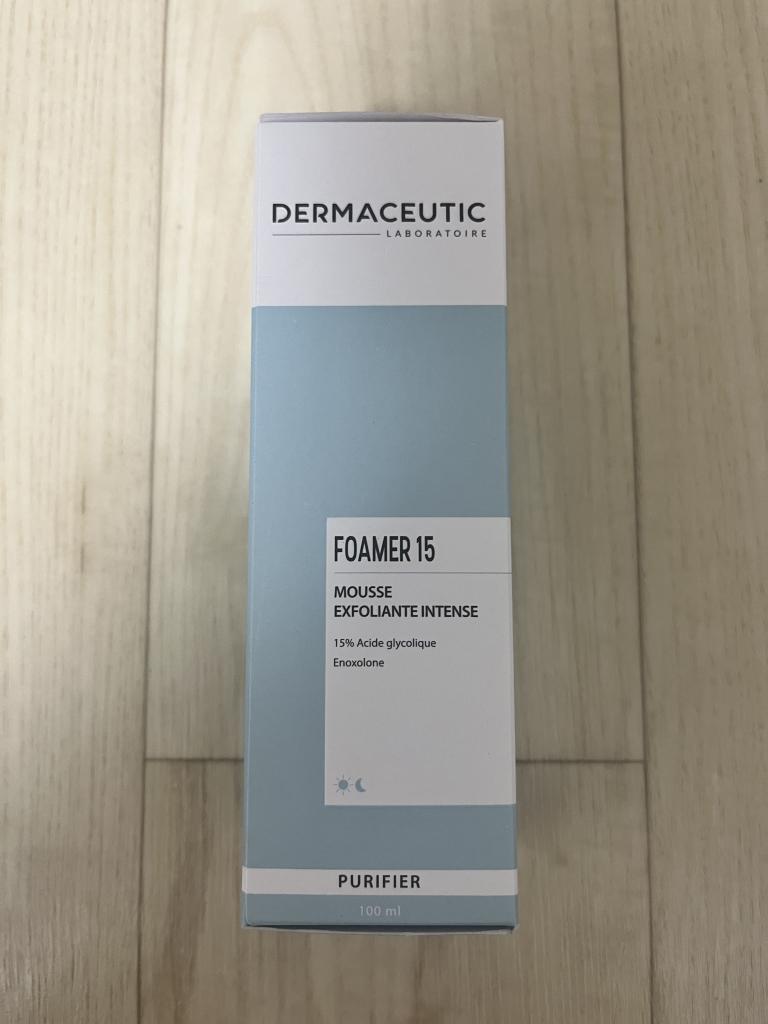 DERMACEUTIC
LABORATOIRE
FOAMER 15
MOUSSE
EXFOLIANTE INTENSE
15% Acide glycolique
Enoxolone
PURIFIER
100 ml